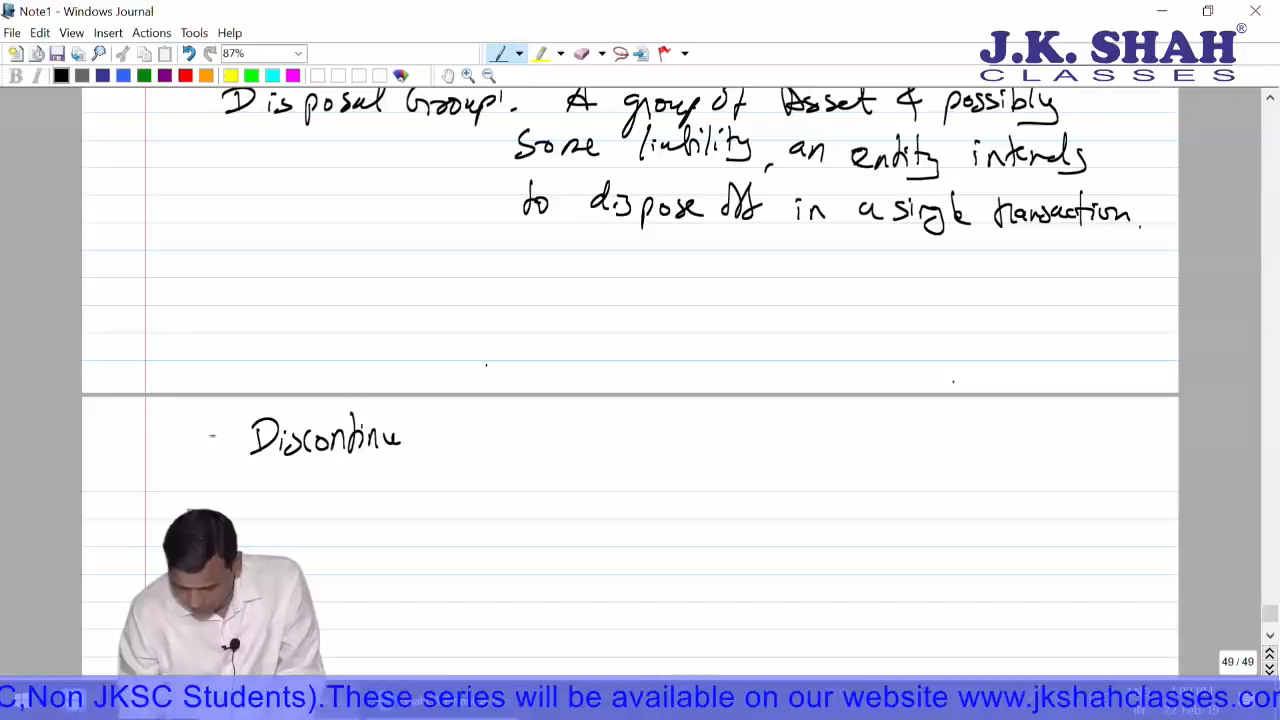 Note1 - Windows Journal
File Edit View Insert Actions Tools Help
87%
B I
J.K. SHAH ®
CLASSES
Disposal Group: A group of Asset & possibly
some liability, an entity intends
to dispose off in a single transaction.
- Discontinu
49 / 49
C,Non JKSC Students).These series will be available on our website www.jkshahclasses.com